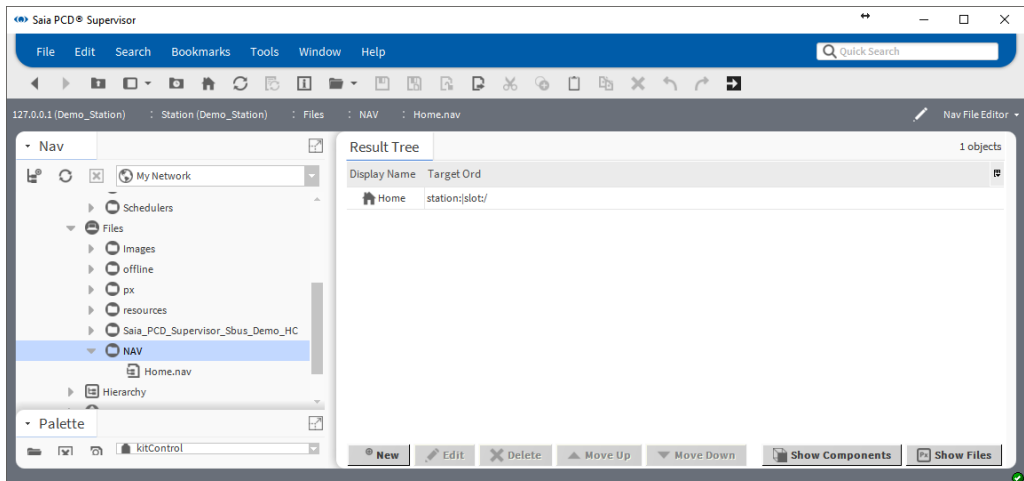 Saia PCD® Supervisor
File Edit Search Bookmarks Tools Window Help
Quick Search
127.0.0.1 (Demo_Station) : Station (Demo_Station) : Files : NAV : Home.nav
Nav File Editor
Nav
My Network
Schedulers
Files
Images
offline
px
resources
Saia_PCD_Supervisor_Sbus_Demo_HC
NAV
Home.nav
Hierarchy
Palette
kitControl
Result Tree
1 objects
Display Name Target Ord
Home station:|slot:/
New Edit Delete Move Up Move Down Show Components Px Show Files